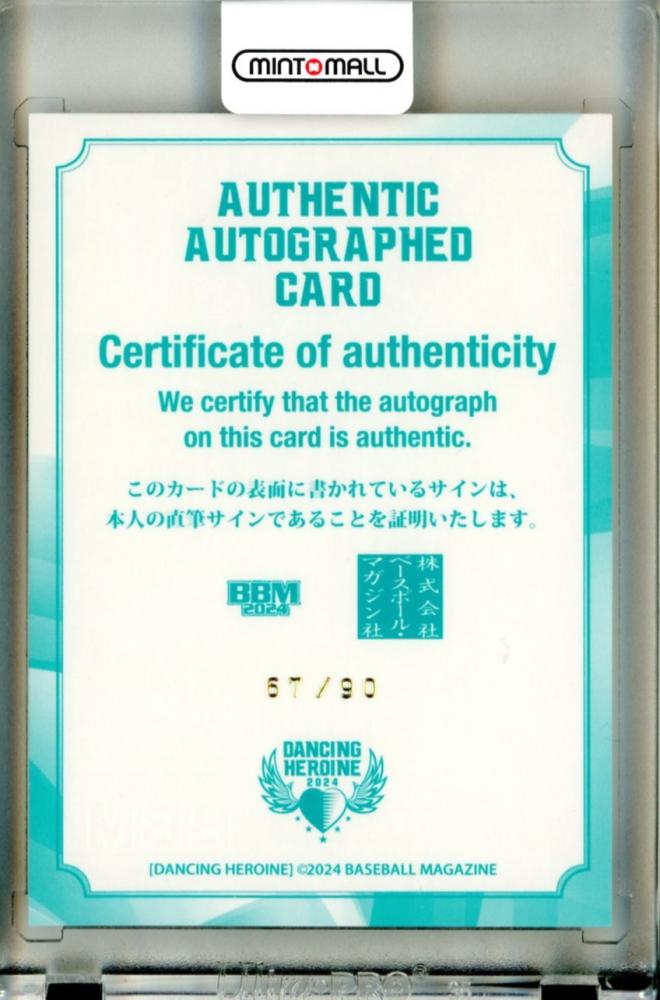 MINT MALL
AUTHENTIC
AUTOGRAPHED
CARD
Certificate of authenticity
We certify that the autograph
on this card is authentic.
このカードの表面に書かれているサインは、
本人の直筆サインであることを証明いたします。
BBM
2024
株式会社
ベースボール・
マガジン社
67/90
DANCING
HEROINE
2024
[DANCING HEROINE] ©2024 BASEBALL MAGAZINE
Ultra PRO®